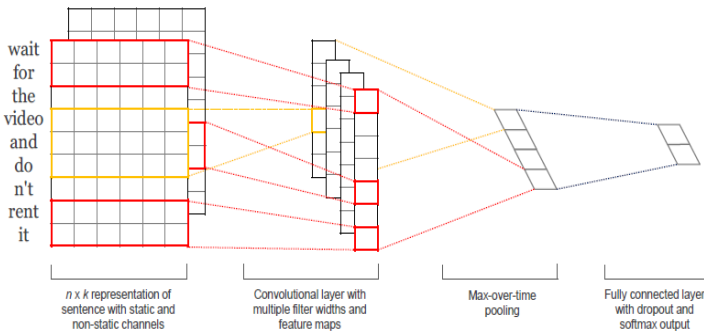 wait
for
the
video
and
do
n't
rent
it
n x k representation of
sentence with static and
non-static channels
Convolutional layer with
multiple filter widths and
feature maps
Max-over-time
pooling
Fully connected layer
with dropout and
softmax output